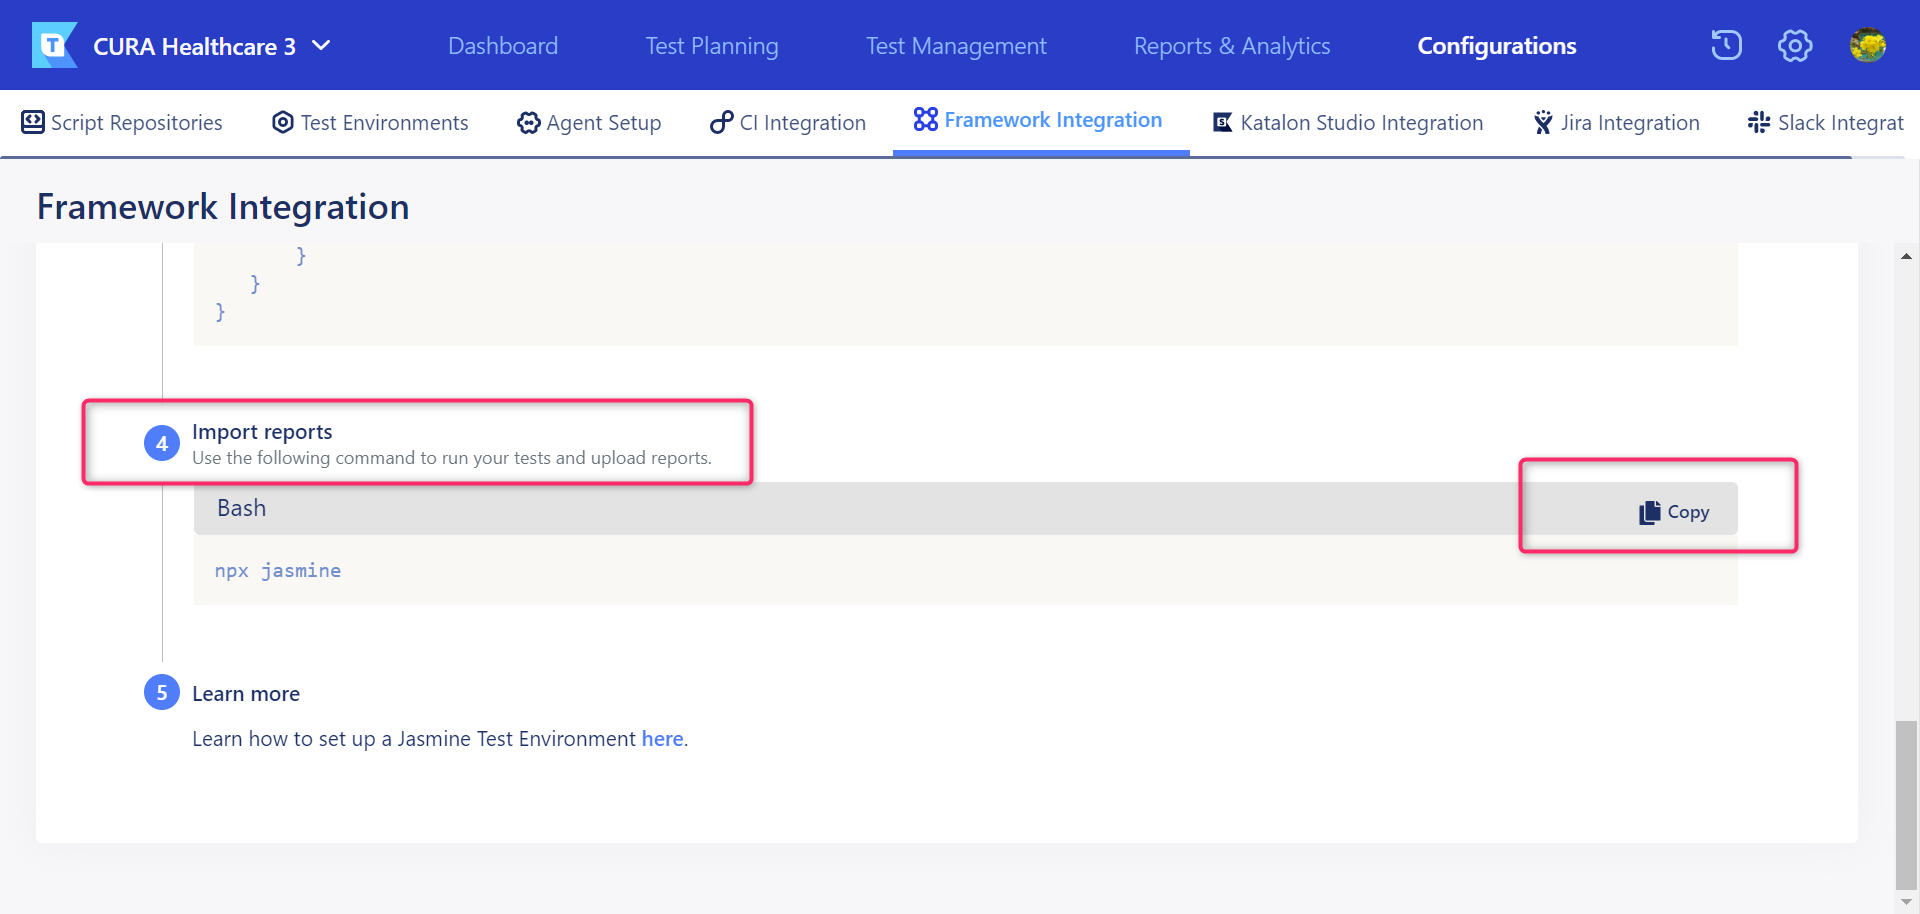 T CURA Healthcare 3 Dashboard Test Planning Test Management Reports & Analytics Configurations
Script Repositories Test Environments Agent Setup CI Integration Framework Integration Katalon Studio Integration Jira Integration Slack Integrat
Framework Integration
}
}
}
4 Import reports
Use the following command to run your tests and upload reports.
Bash Copy
npx jasmine
5 Learn more
Learn how to set up a Jasmine Test Environment here.